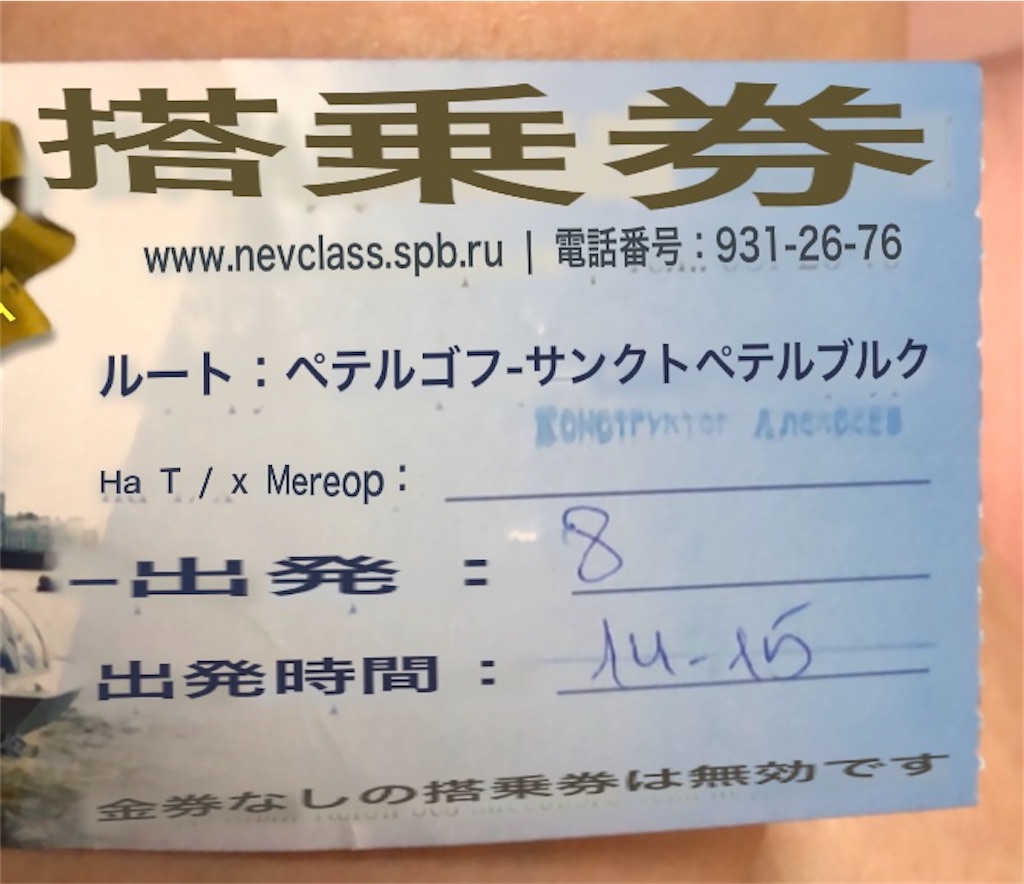 搭乗券
www.nevclass.spb.ru | 電話番号：931-26-76
ルート：ペテルゴフ-サンクトペテルブルク
Конструктор Алексеев
На Т / х Мereор：
-出発： 8
出発時間： 14-15
金券なしの搭乗券は無効です